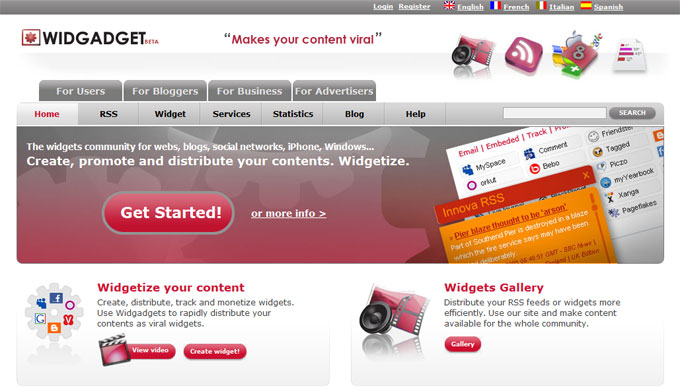 Login Register English French Italian Spanish
WIDGADGET BETA
“Makes your content viral”
For Users For Bloggers For Business For Advertisers
Home RSS Widget Services Statistics Blog Help SEARCH
The widgets community for webs, blogs, social networks, iPhone, Windows...
Create, promote and distribute your contents. Widgetize.
Get Started! or more info >
Email | Embeded | Track |
MySpace Comment Friendster
orkut Bebo Tagged
Piczo
myYearbook
Xanga
Pageflakes
Innova RSS X
» Pier blaze thought to be 'arson'
Part of Southend Pier is destroyed in a blaze
which the fire service says may have been
deliberately
Widgetize your content
Create, distribute, track and monetize widgets.
Use Widgadgets to rapidly distribute your
contents as viral widgets.
View video Create widget!
Widgets Gallery
Distribute your RSS feeds or widgets more
efficiently. Use our site and make content
available for the whole community.
Gallery